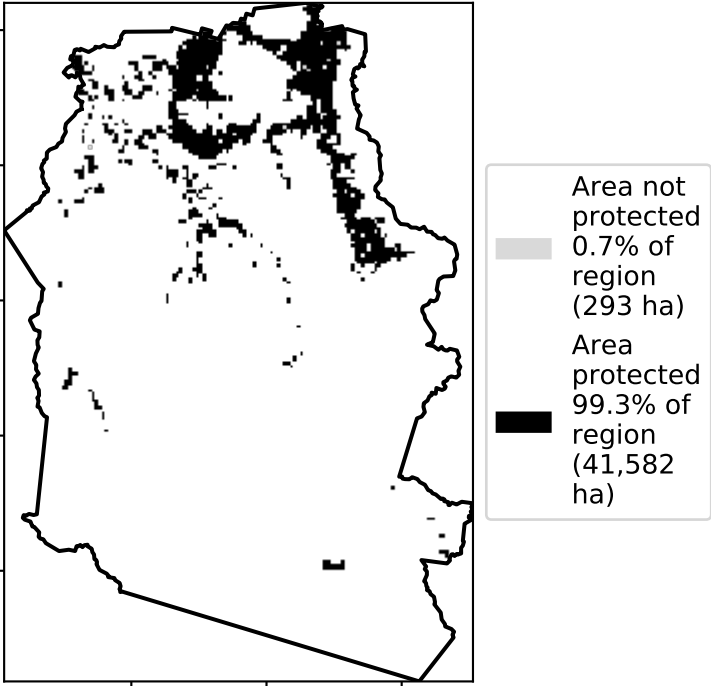 Area not
protected
0.7% of
region
(293 ha)
Area
protected
99.3% of
region
(41,582
ha)